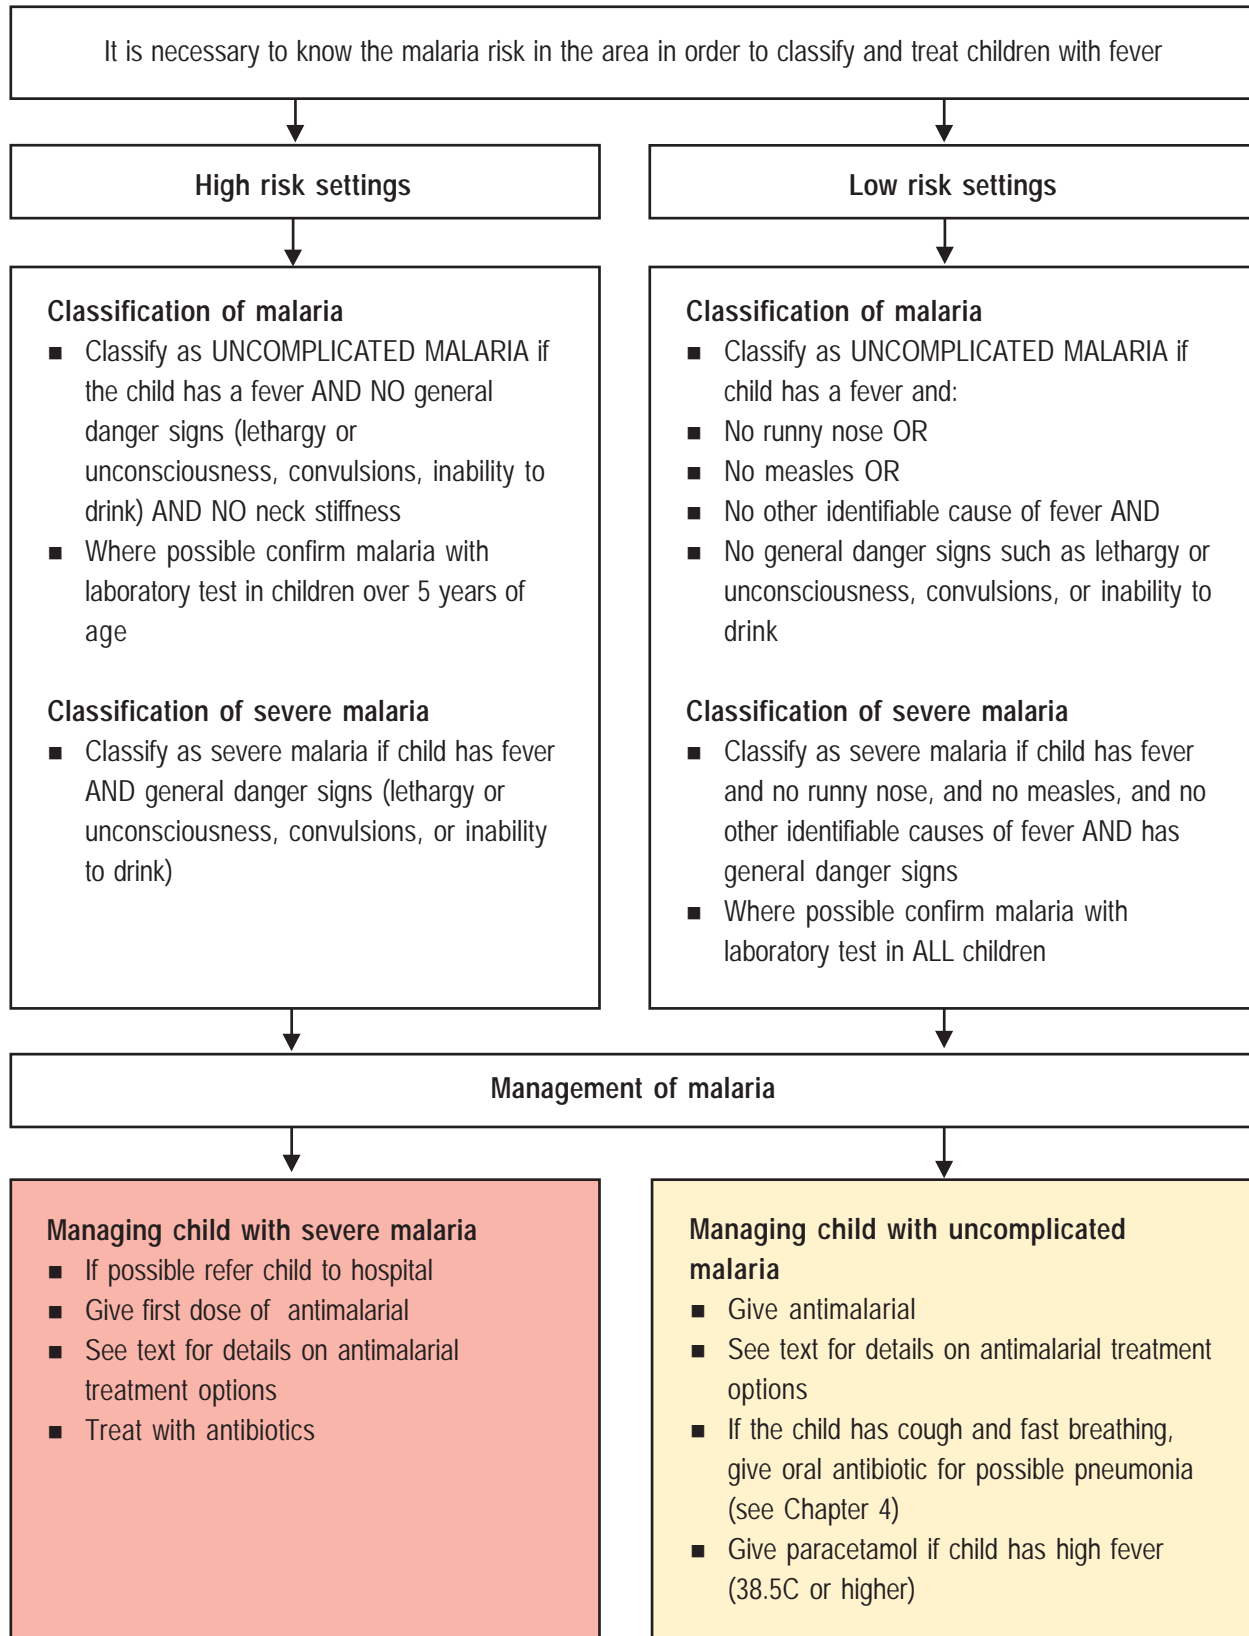 It is necessary to know the malaria risk in the area in order to classify and treat children with fever
High risk settings
Low risk settings
Classification of malaria
■ Classify as UNCOMPLICATED MALARIA if
the child has a fever AND NO general
danger signs (lethargy or
unconsciousness, convulsions, inability to
drink) AND NO neck stiffness
■ Where possible confirm malaria with
laboratory test in children over 5 years of
age
Classification of severe malaria
■ Classify as severe malaria if child has fever
AND general danger signs (lethargy or
unconsciousness, convulsions, or inability
to drink)
Classification of malaria
■ Classify as UNCOMPLICATED MALARIA if
child has a fever and:
■ No runny nose OR
■ No measles OR
■ No other identifiable cause of fever AND
■ No general danger signs such as lethargy or
unconsciousness, convulsions, or inability to
drink
Classification of severe malaria
■ Classify as severe malaria if child has fever
and no runny nose, and no measles, and no
other identifiable causes of fever AND has
general danger signs
■ Where possible confirm malaria with
laboratory test in ALL children
Management of malaria
Managing child with severe malaria
■ If possible refer child to hospital
■ Give first dose of antimalarial
■ See text for details on antimalarial
treatment options
■ Treat with antibiotics
Managing child with uncomplicated
malaria
■ Give antimalarial
■ See text for details on antimalarial treatment
options
■ If the child has cough and fast breathing,
give oral antibiotic for possible pneumonia
(see Chapter 4)
■ Give paracetamol if child has high fever
(38.5C or higher)